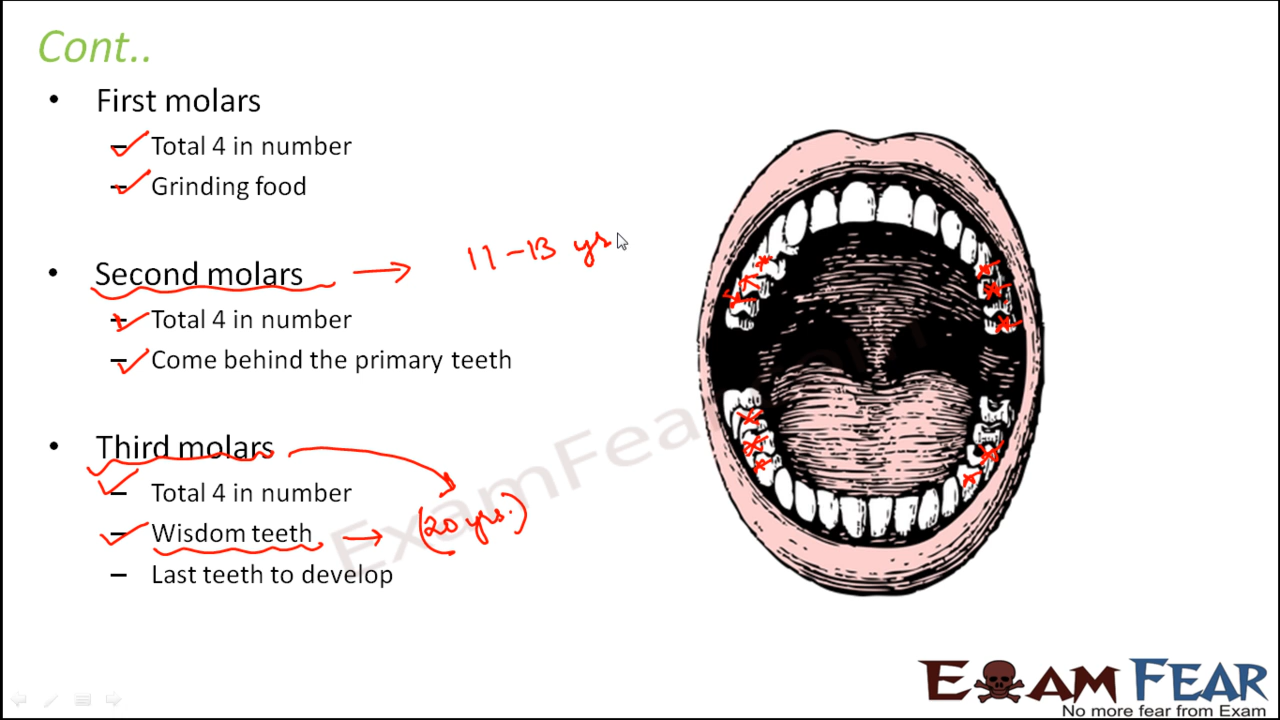 Cont..
• First molars
– Total 4 in number
– Grinding food
• Second molars → 11-13 yrs
– Total 4 in number
– Come behind the primary teeth
• Third molars
– Total 4 in number
– Wisdom teeth → (20 yrs.)
– Last teeth to develop
ExamFear.com
EXAM FEAR
No more fear from Exam